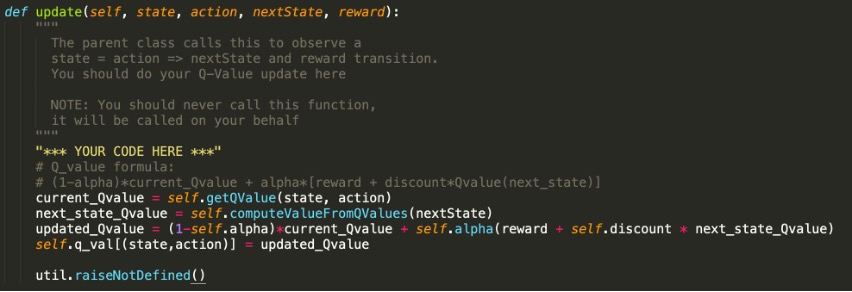 def update(self, state, action, nextState, reward):
"""
The parent class calls this to observe a
state = action => nextState and reward transition.
You should do your Q-Value update here
NOTE: You should never call this function,
it will be called on your behalf
"""
"*** YOUR CODE HERE ***"
# Q_value formula:
# (1-alpha)*current_Qvalue + alpha*[reward + discount*Qvalue(next_state)]
current_Qvalue = self.getQValue(state, action)
next_state_Qvalue = self.computeValueFromQValues(nextState)
updated_Qvalue = (1-self.alpha)*current_Qvalue + self.alpha(reward + self.discount * next_state_Qvalue)
self.q_val[(state,action)] = updated_Qvalue
util.raiseNotDefined()